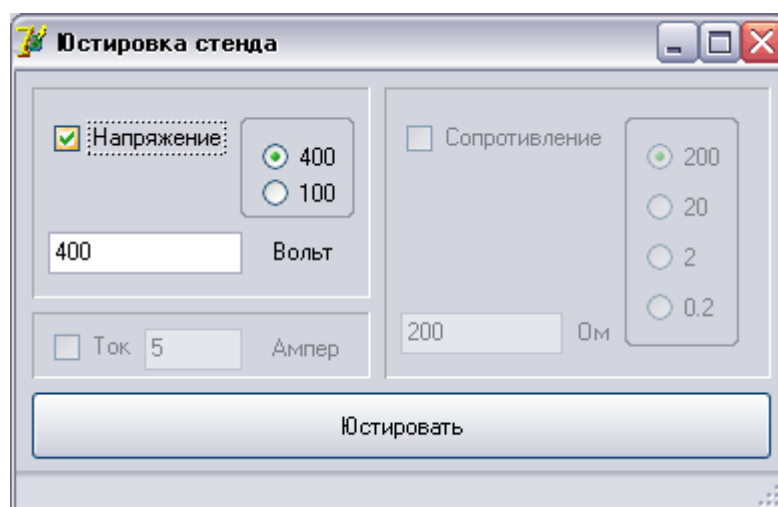 Юстировка стенда
Напряжение
400
100
400 Вольт
Ток 5 Ампер
Сопротивление
200
20
2
0.2
200 Ом
Юстировать